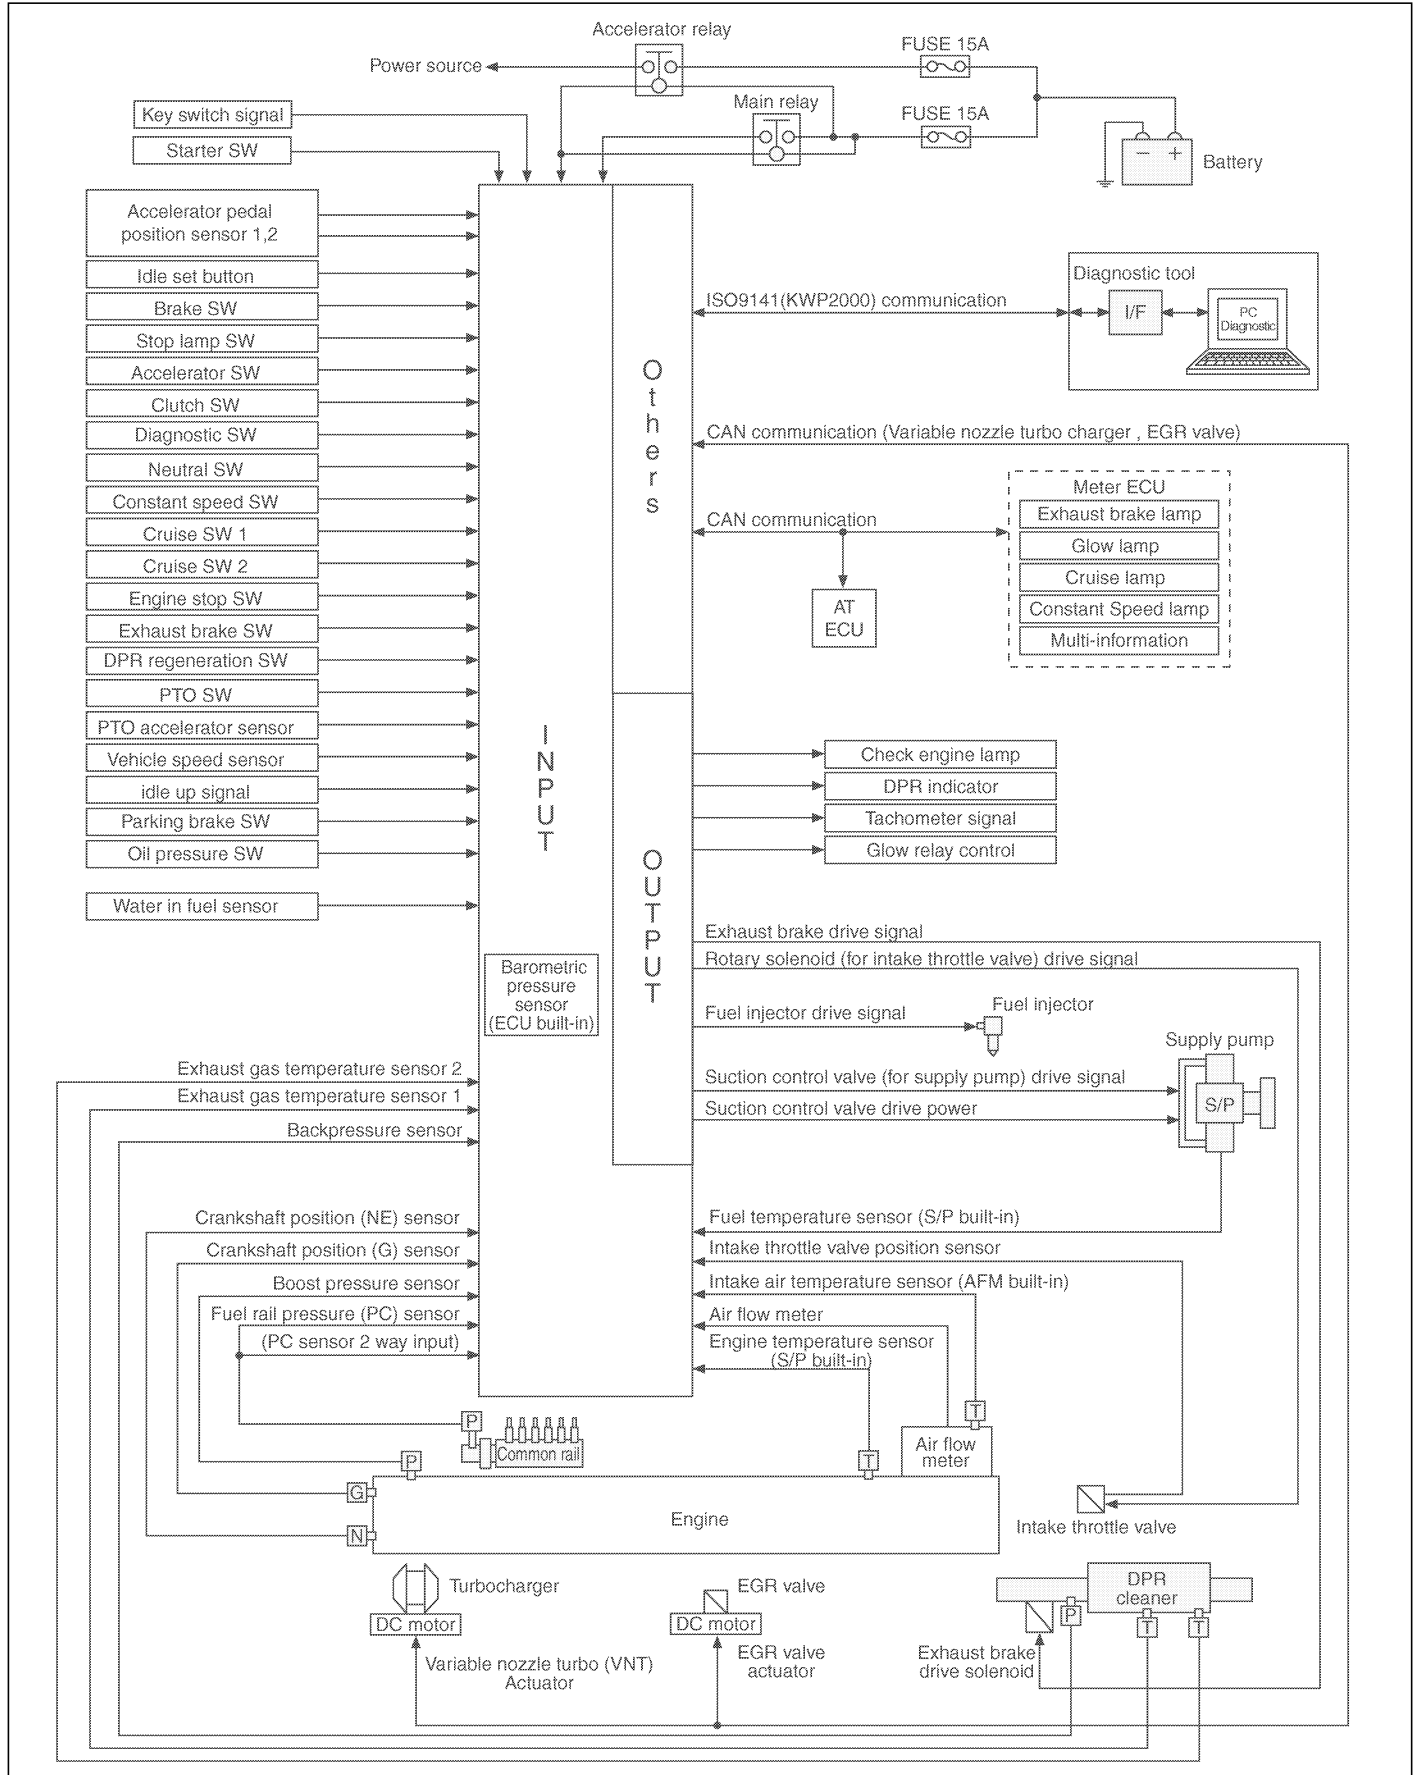 Accelerator relay
FUSE 15A
Power source
Main relay
FUSE 15A
Key switch signal
Starter SW
− +
Battery
Accelerator pedal
position sensor 1,2
Idle set button
Brake SW
Stop lamp SW
Accelerator SW
Clutch SW
Diagnostic SW
Neutral SW
Constant speed SW
Cruise SW 1
Cruise SW 2
Engine stop SW
Exhaust brake SW
DPR regeneration SW
PTO SW
PTO accelerator sensor
Vehicle speed sensor
idle up signal
Parking brake SW
Oil pressure SW
Water in fuel sensor
INPUT
Barometric
pressure
sensor
(ECU built-in)
Others
OUTPUT
Diagnostic tool
ISO9141(KWP2000) communication
I/F
PC
Diagnostic
CAN communication (Variable nozzle turbo charger , EGR valve)
CAN communication
AT
ECU
Meter ECU
Exhaust brake lamp
Glow lamp
Cruise lamp
Constant Speed lamp
Multi-information
Check engine lamp
DPR indicator
Tachometer signal
Glow relay control
Exhaust brake drive signal
Rotary solenoid (for intake throttle valve) drive signal
Fuel injector drive signal
Fuel injector
Supply pump
Suction control valve (for supply pump) drive signal
Suction control valve drive power
S/P
Exhaust gas temperature sensor 2
Exhaust gas temperature sensor 1
Backpressure sensor
Crankshaft position (NE) sensor
Crankshaft position (G) sensor
Boost pressure sensor
Fuel rail pressure (PC) sensor
(PC sensor 2 way input)
Fuel temperature sensor (S/P built-in)
Intake throttle valve position sensor
Intake air temperature sensor (AFM built-in)
Air flow meter
Engine temperature sensor
(S/P built-in)
P
Common rail
P
T
T
Air flow
meter
G
N
Engine
Intake throttle valve
Turbocharger
DC motor
Variable nozzle turbo (VNT)
Actuator
EGR valve
DC motor
EGR valve
actuator
DPR
cleaner
P
T
T
Exhaust brake
drive solenoid